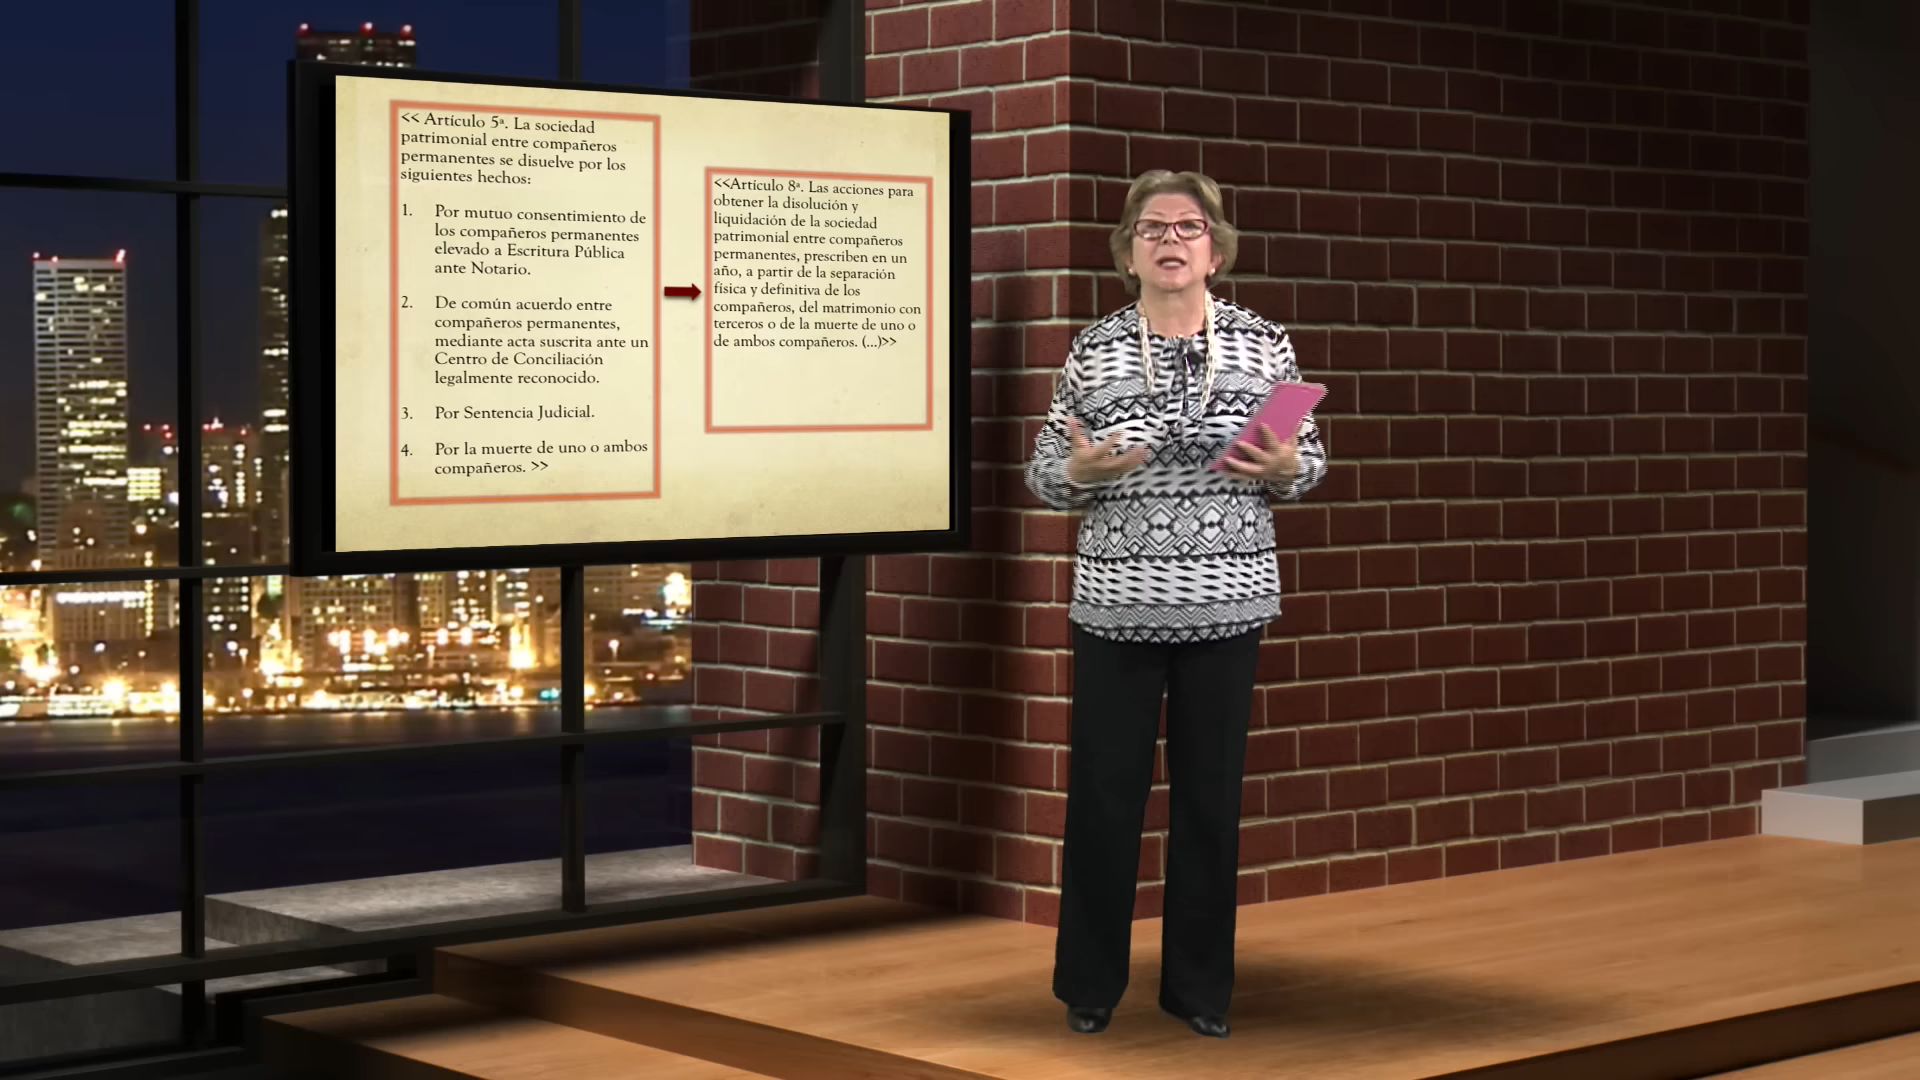 << Artículo 5ª. La sociedad
patrimonial entre compañeros
permanentes se disuelve por los
siguientes hechos:
1. Por mutuo consentimiento de
los compañeros permanentes
elevado a Escritura Pública
ante Notario.
2. De común acuerdo entre
compañeros permanentes,
mediante acta suscrita ante un
Centro de Conciliación
legalmente reconocido.
3. Por Sentencia Judicial.
4. Por la muerte de uno o ambos
compañeros. >>
<<Artículo 8ª. Las acciones para
obtener la disolución y
liquidación de la sociedad
patrimonial entre compañeros
permanentes, prescriben en un
año, a partir de la separación
física y definitiva de los
compañeros, del matrimonio con
terceros o de la muerte de uno o
de ambos compañeros. (...)>>